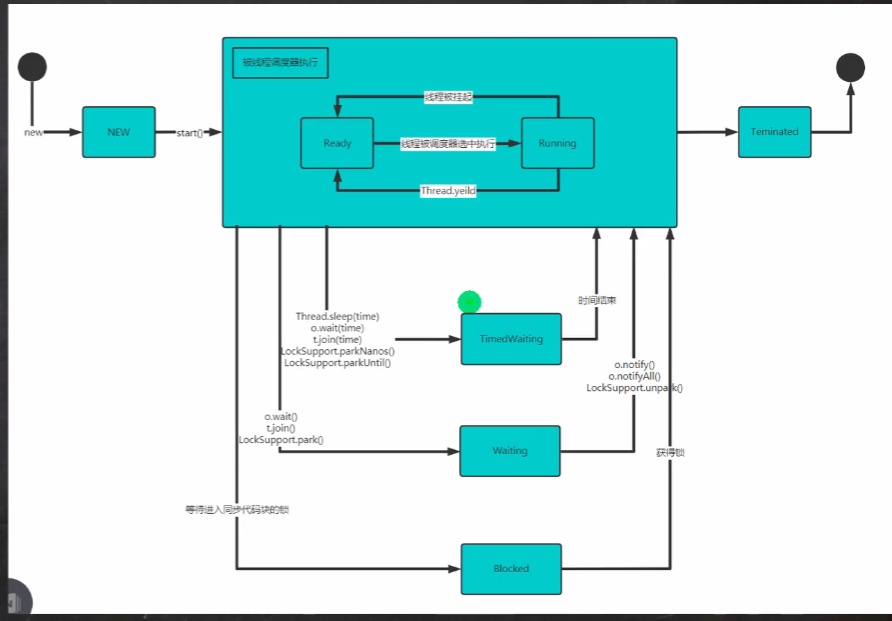 被线程调度器执行
线程被挂起
new
NEW
start()
Ready
线程被调度器选中执行
Running
Teminated
Thread.yeild
Thread.sleep(time)
o.wait(time)
t.join(time)
LockSupport.parkNanos()
LockSupport.parkUntil()
TimedWaiting
时间结束
o.notify()
o.notifyAll()
LockSupport.unpark()
o.wait()
t.join()
LockSupport.park()
Waiting
获得锁
等待进入同步代码块的锁
Blocked